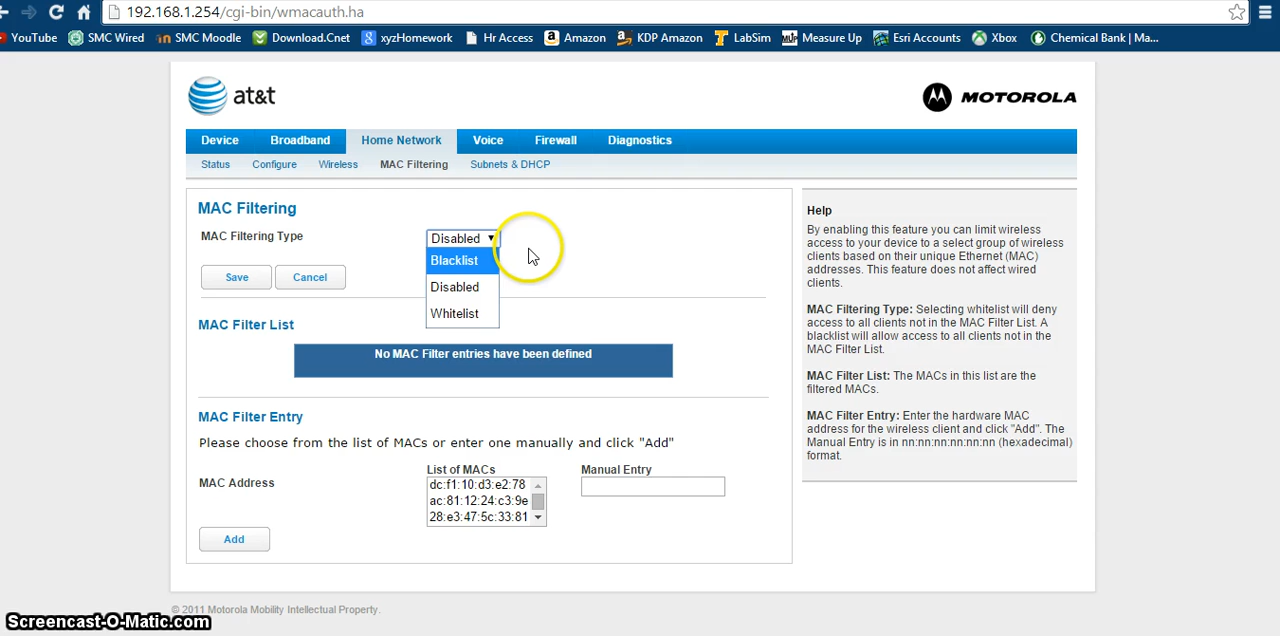 192.168.1.254/cgi-bin/wmacauth.ha
YouTube SMC Wired SMC Moodle Download.Cnet xyzHomework Hr Access Amazon KDP Amazon LabSim Measure Up Esri Accounts Xbox Chemical Bank | Ma...
at&t
MOTOROLA
Device Broadband Home Network Voice Firewall Diagnostics
Status Configure Wireless MAC Filtering Subnets & DHCP
MAC Filtering
MAC Filtering Type
Disabled
Blacklist
Disabled
Whitelist
Save Cancel
MAC Filter List
No MAC Filter entries have been defined
MAC Filter Entry
Please choose from the list of MACs or enter one manually and click "Add"
List of MACs Manual Entry
MAC Address
dc:f1:10:d3:e2:78
ac:81:12:24:c3:9e
28:e3:47:5c:33:81
Add
Help
By enabling this feature you can limit wireless
access to your device to a select group of wireless
clients based on their unique Ethernet (MAC)
addresses. This feature does not affect wired
clients.
MAC Filtering Type: Selecting whitelist will deny
access to all clients not in the MAC Filter List. A
blacklist will allow access to all clients not in the
MAC Filter List.
MAC Filter List: The MACs in this list are the
filtered MACs.
MAC Filter Entry: Enter the hardware MAC
address for the wireless client and click "Add". The
Manual Entry is in nn:nn:nn:nn:nn:nn (hexadecimal)
format.
© 2011 Motorola Mobility Intellectual Property.
Screencast-O-Matic.com